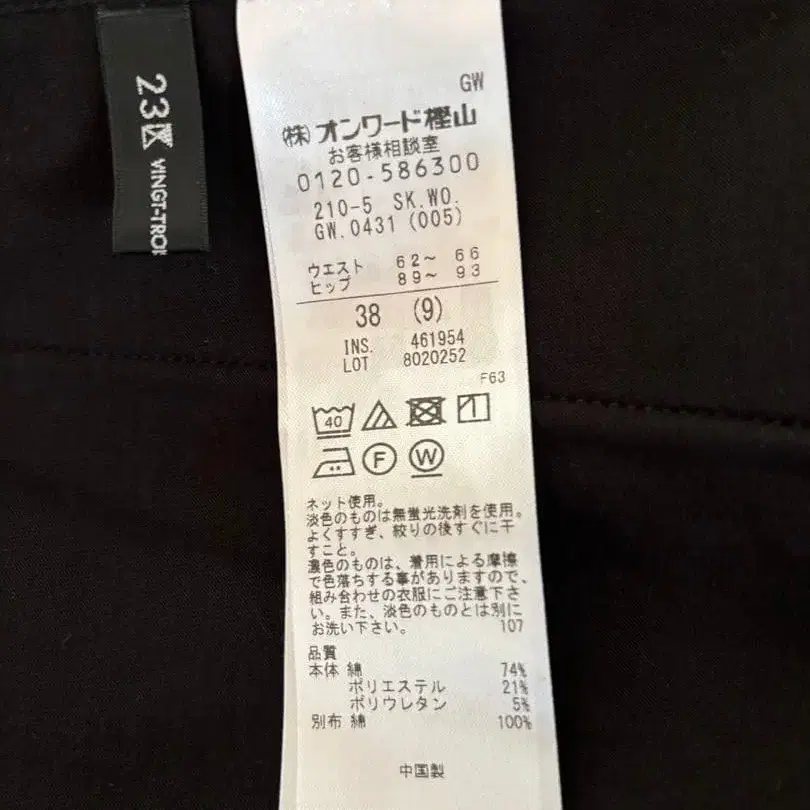 23K
VINGT-TROI
GW
㈱オンワード樫山
お客様相談室
0120-586300
210-5 SK.WO.
GW.0431 (005)
ウエスト 62〜 66
ヒップ 89〜 93
38 (9)
INS. 461954
LOT 8020252
F63
40
F
W
ネット使用。
淡色のものは無蛍光洗剤を使用。
よくすすぎ、絞りの後すぐに干
すこと。
濃色のものは、着用による摩擦
で色落ちする事がありますので、
組み合わせの衣服にご注意下さ
い。また、淡色のものとは別に
お洗い下さい。 107
品質
本体 綿 74%
ポリエステル 21%
ポリウレタン 5%
別布 綿 100%
中国製